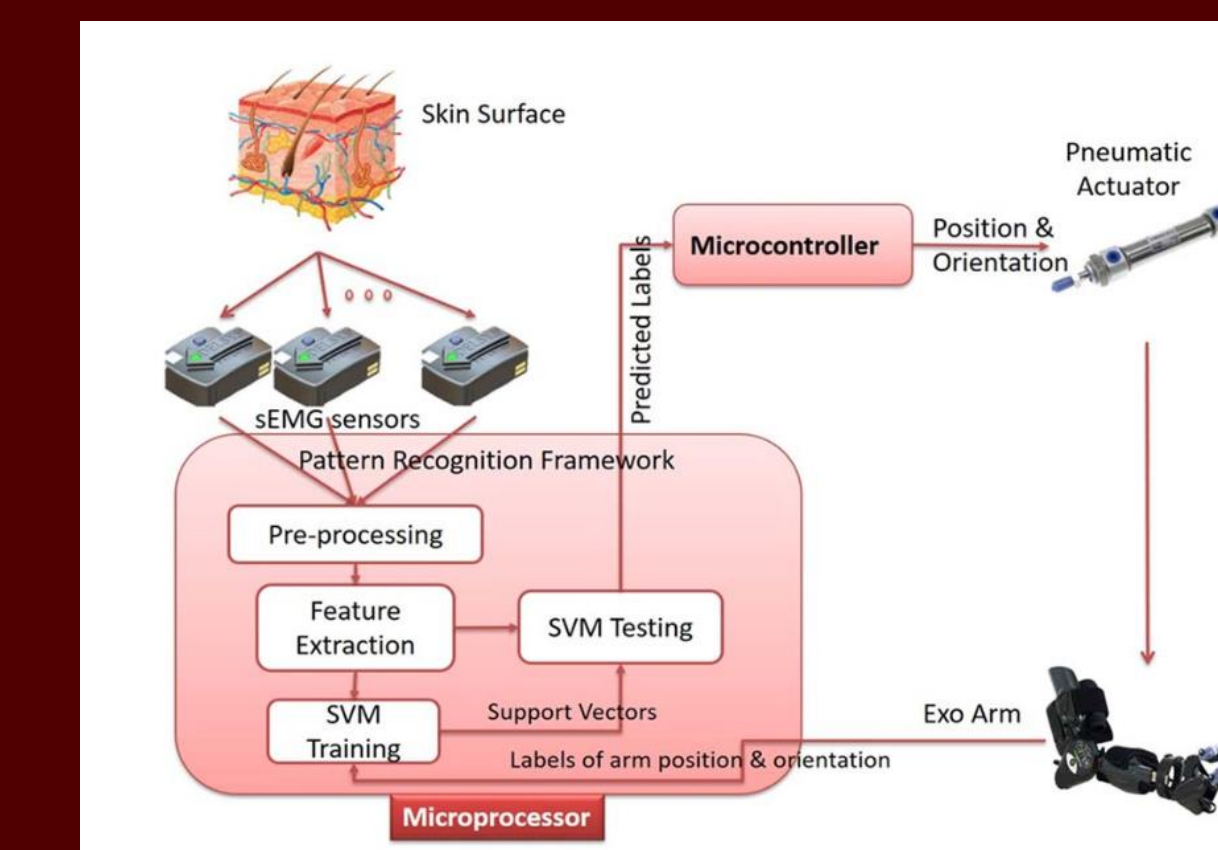 Skin Surface
Pneumatic
Actuator
Microcontroller
Position &
Orientation
Predicted Labels
sEMG sensors
Pattern Recognition Framework
Pre-processing
Feature
Extraction
SVM Testing
SVM
Training
Support Vectors
Exo Arm
Labels of arm position & orientation
Microprocessor